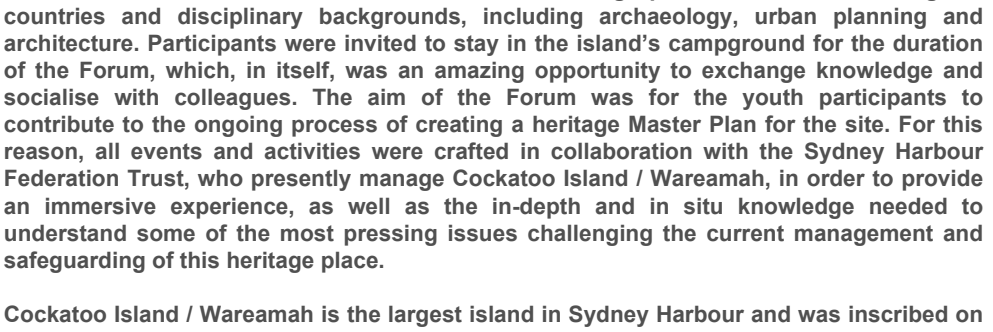 countries and disciplinary backgrounds, including archaeology, urban planning and
architecture. Participants were invited to stay in the island's campground for the duration
of the Forum, which, in itself, was an amazing opportunity to exchange knowledge and
socialise with colleagues. The aim of the Forum was for the youth participants to
contribute to the ongoing process of creating a heritage Master Plan for the site. For this
reason, all events and activities were crafted in collaboration with the Sydney Harbour
Federation Trust, who presently manage Cockatoo Island / Wareamah, in order to provide
an immersive experience, as well as the in-depth and in situ knowledge needed to
understand some of the most pressing issues challenging the current management and
safeguarding of this heritage place.
Cockatoo Island / Wareamah is the largest island in Sydney Harbour and was inscribed on